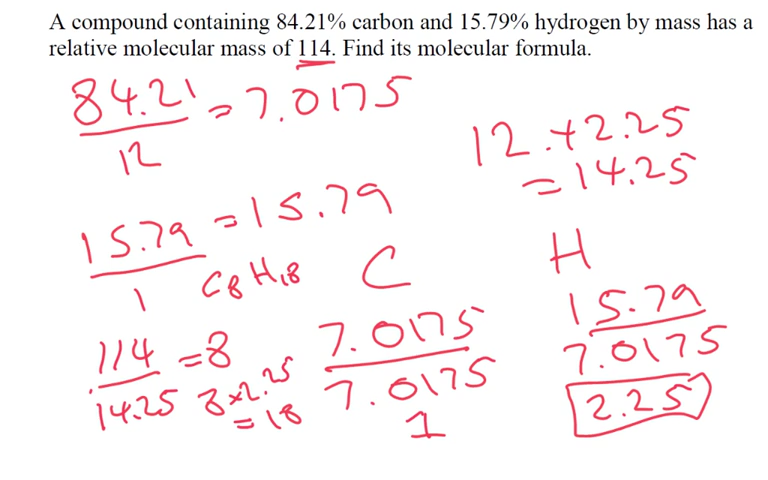 A compound containing 84.21% carbon and 15.79% hydrogen by mass has a
relative molecular mass of 114. Find its molecular formula.
84.21/12 = 7.0175
12 + 2.25
= 14.25
15.79/1 = 15.79
C8H18
C
7.0175/7.0175
1
H
15.79/7.0175
2.25
114/14.25 = 8
8 × 2.25
= 18